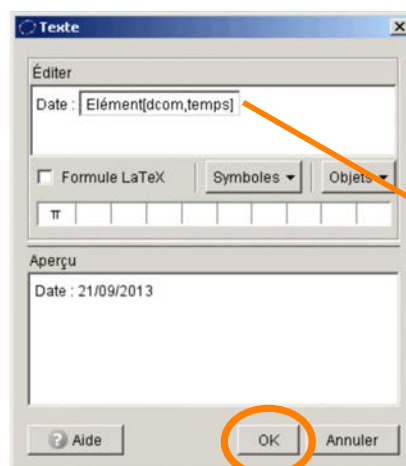 Texte
Éditer
Date : Elément[dcom,temps]
Formule LaTeX Symboles Objets
π
Aperçu
Date : 21/09/2013
Aide OK Annuler